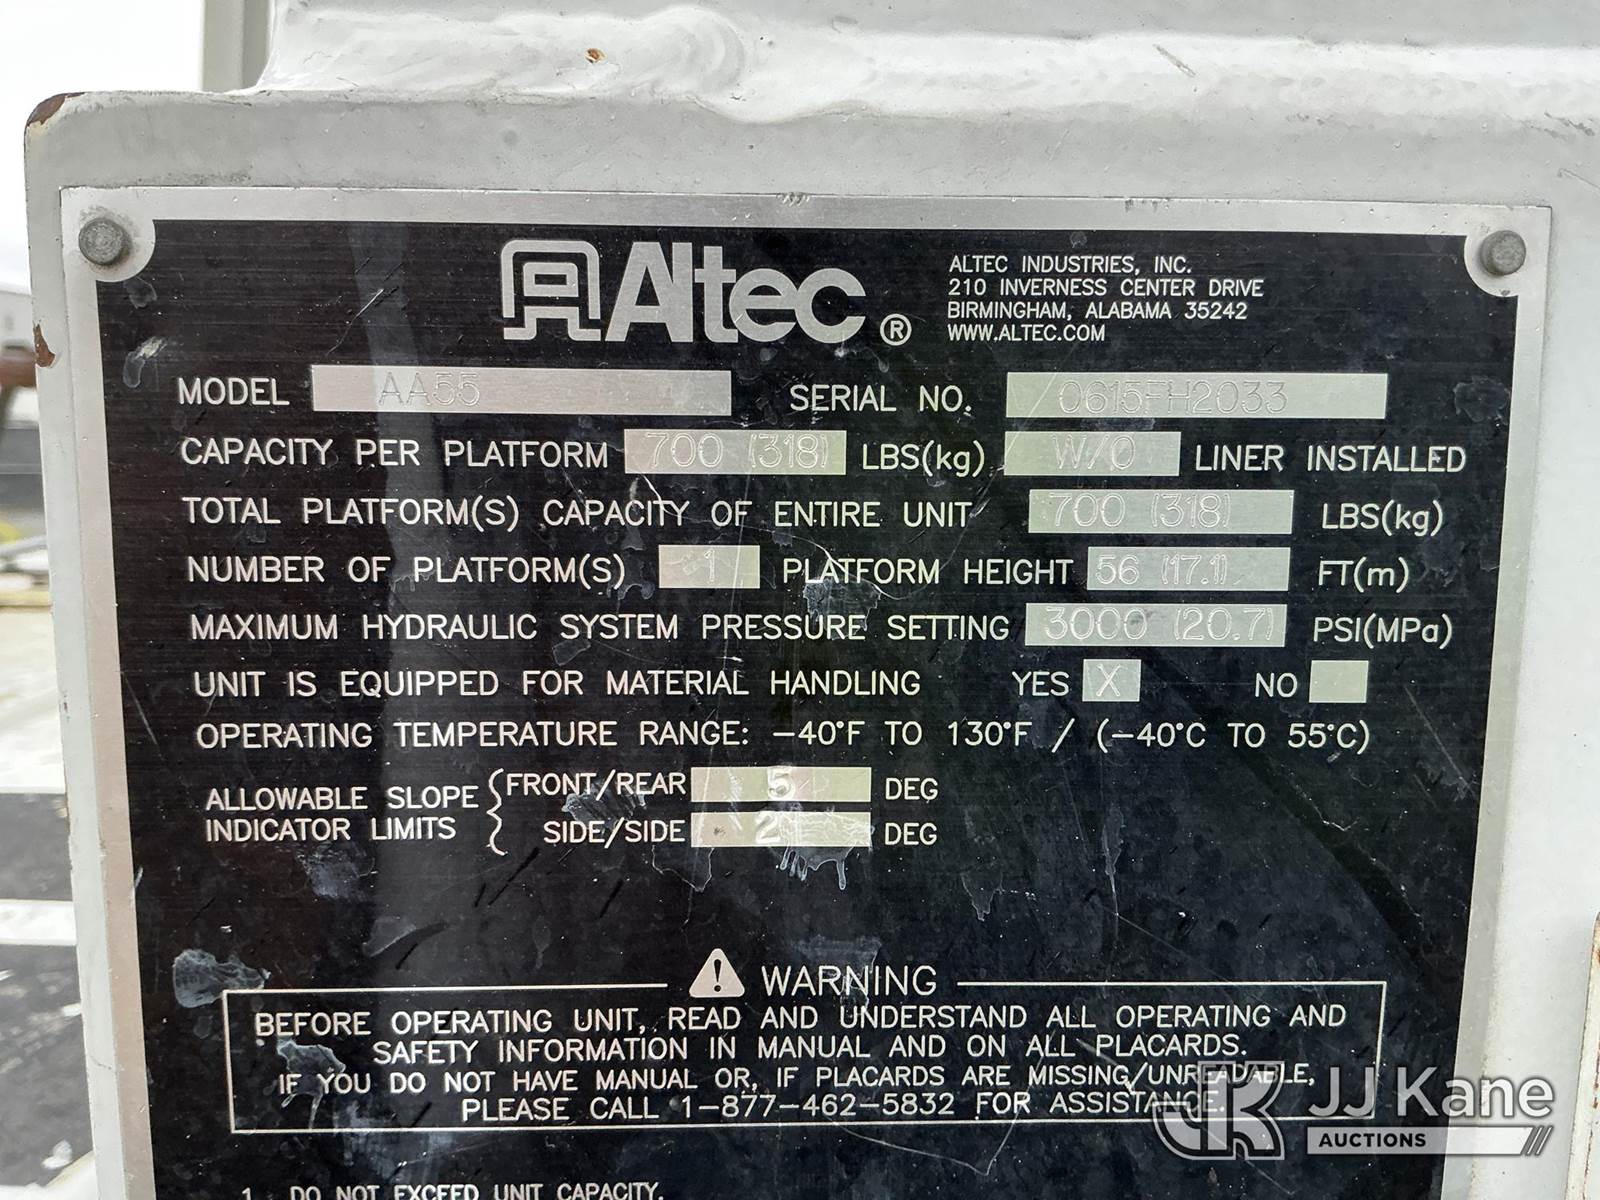 Altec®
ALTEC INDUSTRIES, INC.
210 INVERNESS CENTER DRIVE
BIRMINGHAM, ALABAMA 35242
WWW.ALTEC.COM
MODEL AA55 SERIAL NO. 0615FH2033
CAPACITY PER PLATFORM 700 (318) LBS(kg) W/O LINER INSTALLED
TOTAL PLATFORM(S) CAPACITY OF ENTIRE UNIT 700 (318) LBS(kg)
NUMBER OF PLATFORM(S) 1 PLATFORM HEIGHT 56 (17.1) FT(m)
MAXIMUM HYDRAULIC SYSTEM PRESSURE SETTING 3000 (20.7) PSI(MPa)
UNIT IS EQUIPPED FOR MATERIAL HANDLING YES X NO
OPERATING TEMPERATURE RANGE: -40°F TO 130°F / (-40°C TO 55°C)
ALLOWABLE SLOPE INDICATOR LIMITS
FRONT/REAR 5 DEG
SIDE/SIDE 2 DEG
WARNING
BEFORE OPERATING UNIT, READ AND UNDERSTAND ALL OPERATING AND
SAFETY INFORMATION IN MANUAL AND ON ALL PLACARDS.
IF YOU DO NOT HAVE MANUAL OR, IF PLACARDS ARE MISSING/UNREADABLE,
PLEASE CALL 1-877-462-5832 FOR ASSISTANCE.
1. DO NOT EXCEED UNIT CAPACITY.
JK JJ Kane
AUCTIONS